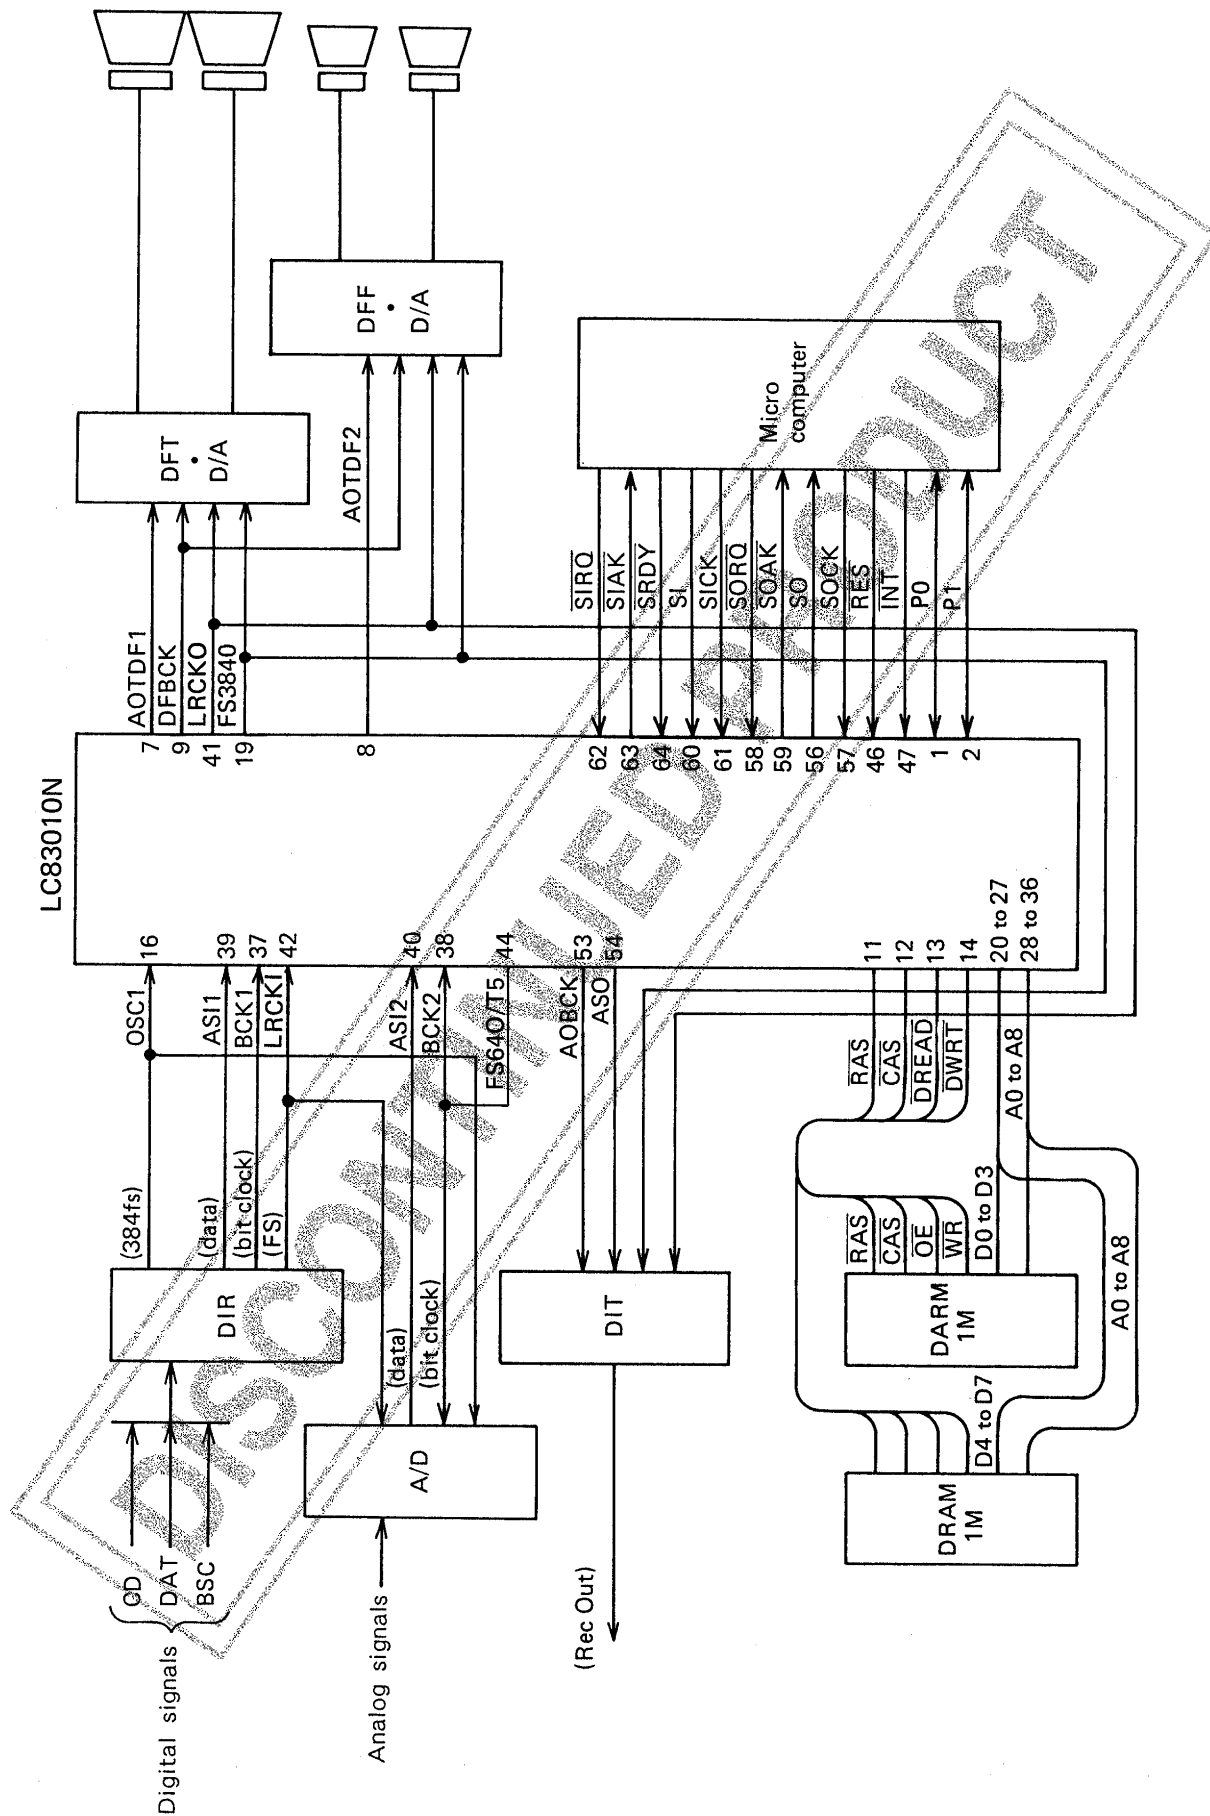 LC83010N
Digital signals
CD
DAT
BSC
Analog signals
DIR
A/D
(384fs)
(data)
(bit clock)
(FS)
(data)
(bit clock)
OSC1
ASI1
BCK1
LRCKI
ASI2
BCK2
FS64O/T5
AOBCK
ASO
16
39
37
42
40
38
44
53
54
DIT
(Rec Out)
AOTDF1
DFBCK
LRCKO
FS384O
7
9
41
19
8
AOTDF2
DFT
·
D/A
DFF
·
D/A
SIRQ
SIAK
SRDY
SI
SICK
SORQ
SOAK
SO
SOCK
RES
INT
P0
P1
62
63
64
60
61
58
59
56
57
46
47
1
2
Micro
computer
11
12
13
14
20 to 27
28 to 36
RAS
CAS
DREAD
DWRT
A0 to A8
RAS
CAS
OE
WR
D0 to D3
DARM
1M
D4 to D7
A0 to A8
DRAM
1M
DISCONTINUED PRODUCT